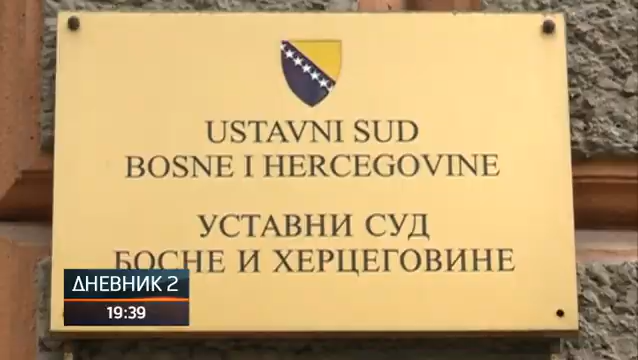 USTAVNI SUD
BOSNE I HERCEGOVINE
УСТАВНИ СУД
БОСНЕ И ХЕРЦЕГОВИНЕ
ДНЕВНИК 2
19:39